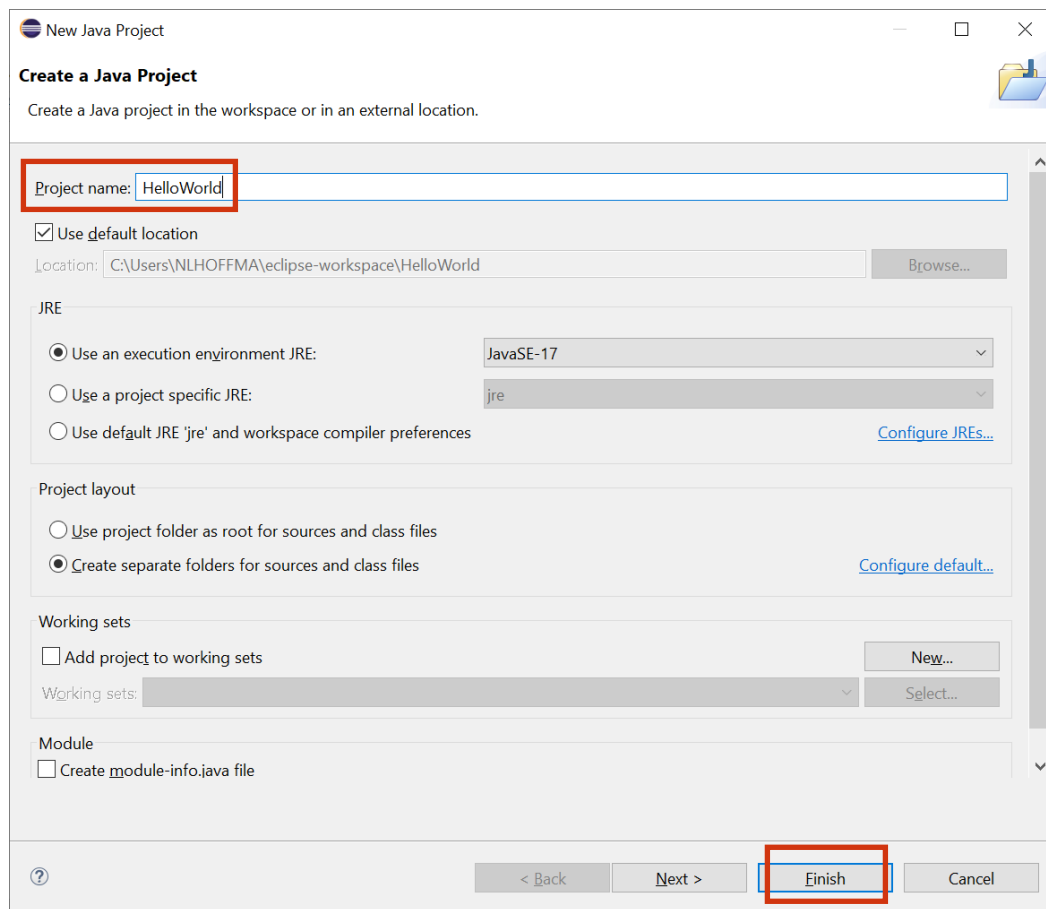 New Java Project
Create a Java Project
Create a Java project in the workspace or in an external location.
Project name: HelloWorld
Use default location
Location: C:\Users\NLHOFFMA\eclipse-workspace\HelloWorld Browse...
JRE
Use an execution environment JRE: JavaSE-17
Use a project specific JRE: jre
Use default JRE 'jre' and workspace compiler preferences Configure JREs...
Project layout
Use project folder as root for sources and class files
Create separate folders for sources and class files Configure default...
Working sets
Add project to working sets New...
Working sets: Select...
Module
Create module-info.java file
? < Back Next > Finish Cancel